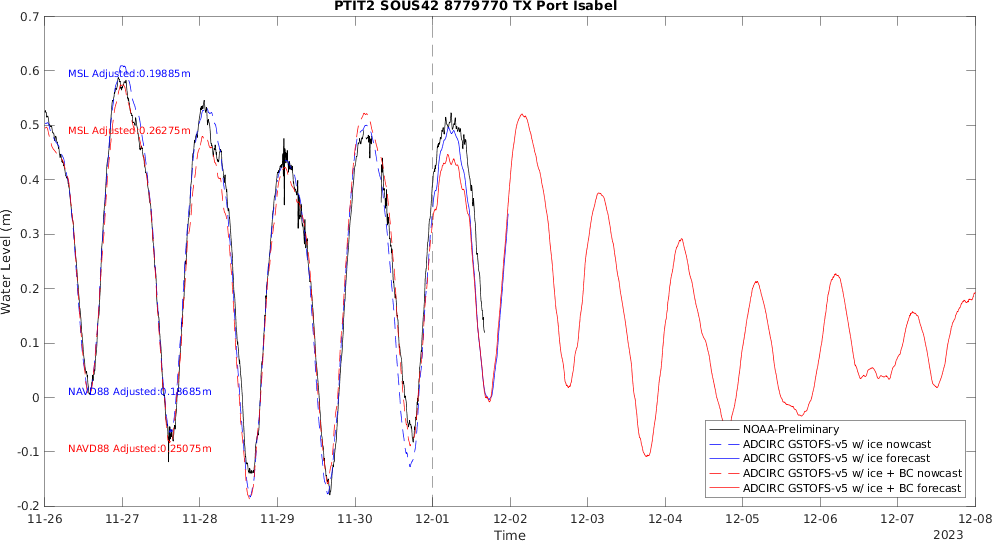 PTIT2 SOUS42 8779770 TX Port Isabel
Water Level (m)
0.7
0.6
0.5
0.4
0.3
0.2
0.1
0
-0.1
-0.2
MSL Adjusted:0.19885m
MSL Adjusted:0.26275m
NAVD88 Adjusted:0.18685m
NAVD88 Adjusted:0.25075m
NOAA-Preliminary
ADCIRC GSTOFS-v5 w/ ice nowcast
ADCIRC GSTOFS-v5 w/ ice forecast
ADCIRC GSTOFS-v5 w/ ice + BC nowcast
ADCIRC GSTOFS-v5 w/ ice + BC forecast
11-26 11-27 11-28 11-29 11-30 12-01 12-02 12-03 12-04 12-05 12-06 12-07 12-08
Time
2023